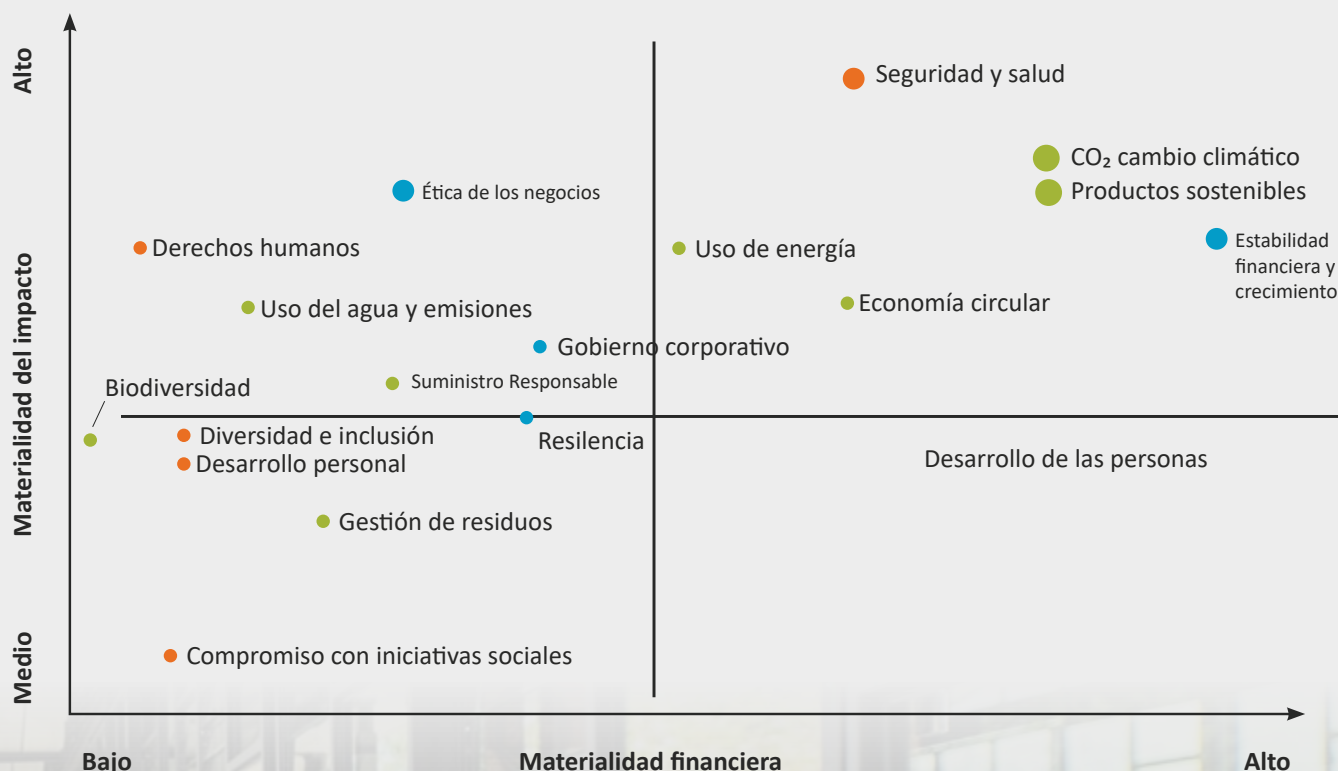 Alto
Seguridad y salud
CO₂ cambio climático
Productos sostenibles
Ética de los negocios
Estabilidad
financiera y
crecimiento
Derechos humanos
Uso de energía
Uso del agua y emisiones
Economía circular
Gobierno corporativo
Suministro Responsable
Biodiversidad
Diversidad e inclusión
Resilencia
Desarrollo personal
Desarrollo de las personas
Gestión de residuos
Compromiso con iniciativas sociales
Materialidad del impacto
Medio
Bajo
Materialidad financiera
Alto